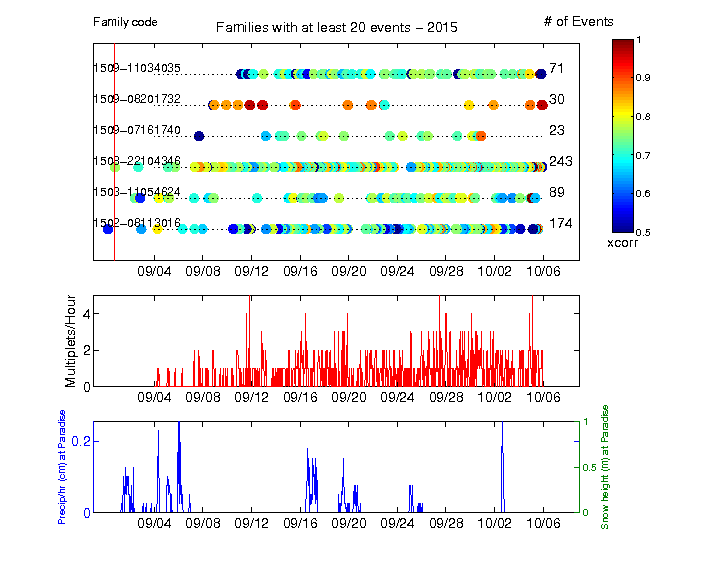 Family code
Families with at least 20 events – 2015
# of Events
1509–11034035 71
1509–08201732 30
1509–07161740 23
1508–22104346 243
1508–11054624 89
1502–08113016 174
09/04 09/08 09/12 09/16 09/20 09/24 09/28 10/02 10/06
1
0.9
0.8
0.7
0.6
0.5
xcorr
Multiplets/Hour
4
2
0
09/04 09/08 09/12 09/16 09/20 09/24 09/28 10/02 10/06
Precip/hr (cm) at Paradise
0.2
0
1
0.5
0
Snow height (m) at Paradise
09/04 09/08 09/12 09/16 09/20 09/24 09/28 10/02 10/06